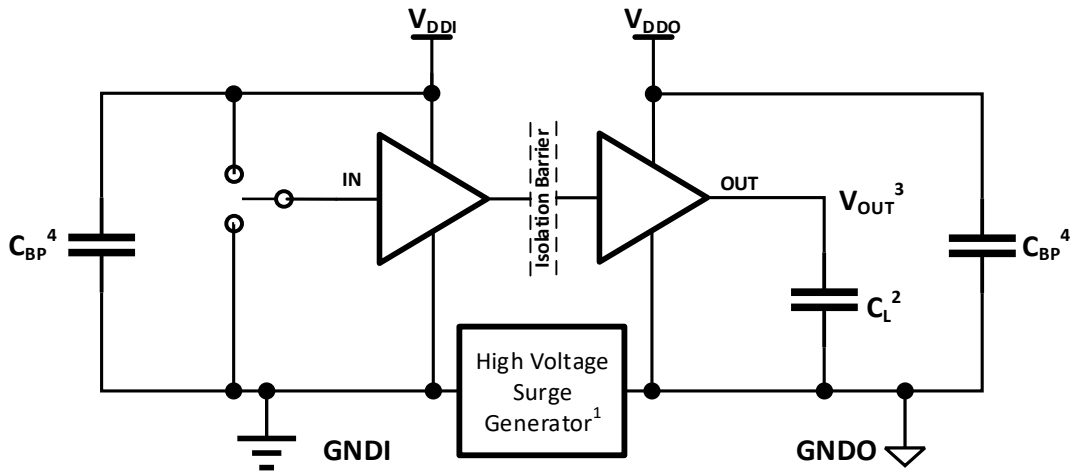 V_DDI
V_DDO
IN
Isolation Barrier
OUT
V_OUT^3
C_BP^4
C_BP^4
C_L^2
High Voltage
Surge
Generator^1
GNDI
GNDO